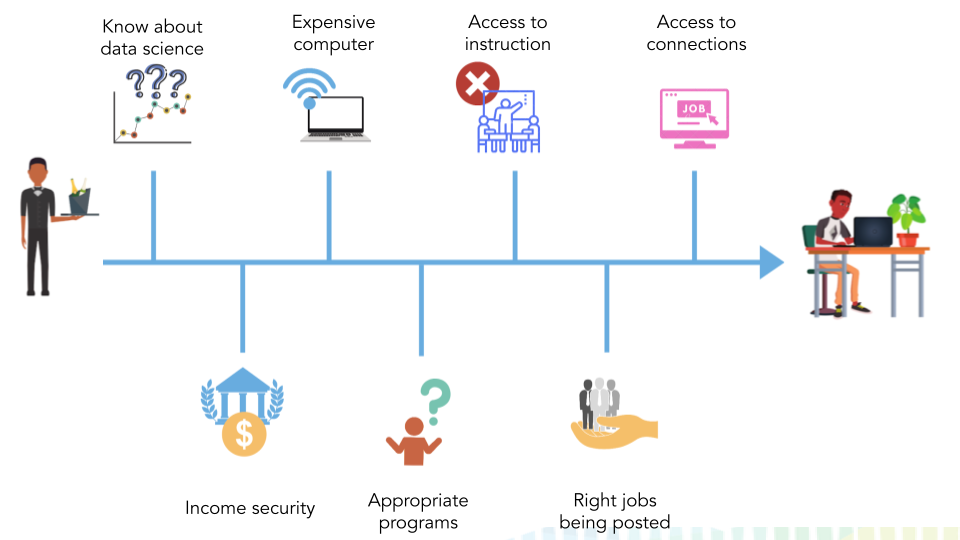 Know about
data science
???
Expensive
computer
Access to
instruction
Access to
connections
JOB
$
?
Income security
Appropriate
programs
Right jobs
being posted